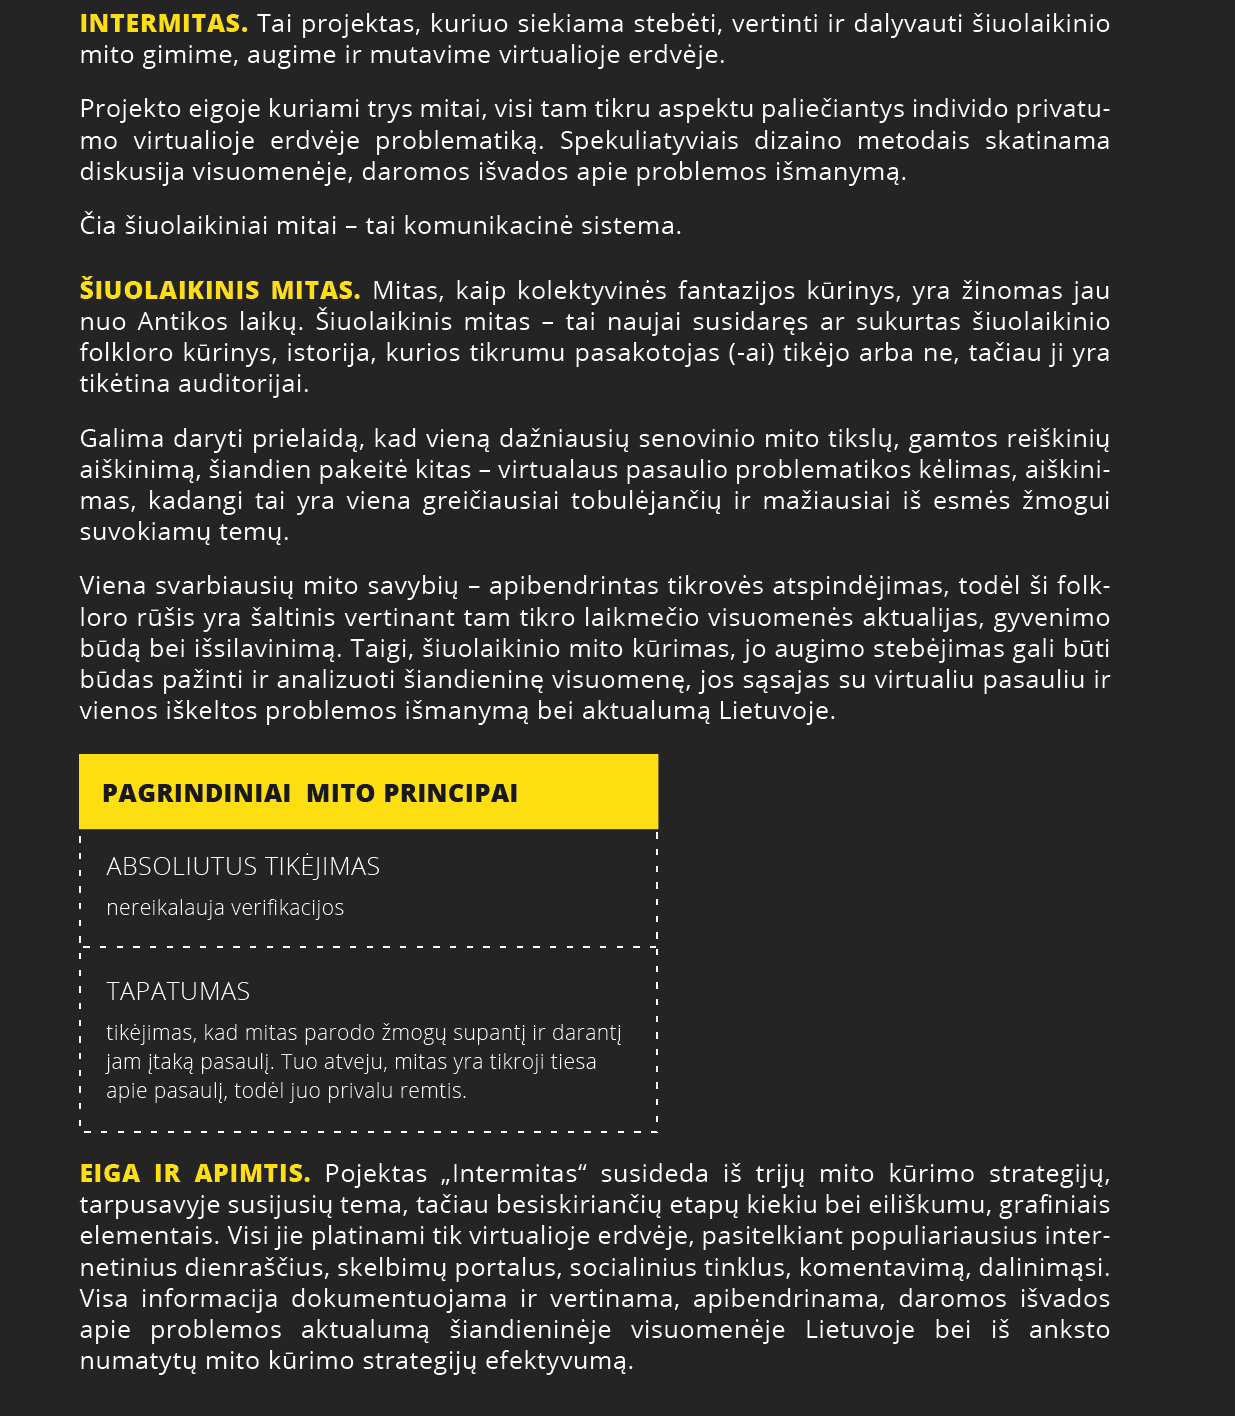 INTERMITAS. Tai projektas, kuriuo siekiama stebėti, vertinti ir dalyvauti šiuolaikinio
mito gimime, augime ir mutavime virtualioje erdvėje.
Projekto eigoje kuriami trys mitai, visi tam tikru aspektu paliečiantys individo privatu-
mo virtualioje erdvėje problematiką. Spekuliatyviais dizaino metodais skatinama
diskusija visuomenėje, daromos išvados apie problemos išmanymą.
Čia šiuolaikiniai mitai – tai komunikacinė sistema.
ŠIUOLAIKINIS MITAS. Mitas, kaip kolektyvinės fantazijos kūrinys, yra žinomas jau
nuo Antikos laikų. Šiuolaikinis mitas – tai naujai susidaręs ar sukurtas šiuolaikinio
folkloro kūrinys, istorija, kurios tikrumu pasakotojas (-ai) tikėjo arba ne, tačiau ji yra
tikėtina auditorijai.
Galima daryti prielaidą, kad vieną dažniausių senovinio mito tikslų, gamtos reiškinių
aiškinimą, šiandien pakeitė kitas – virtualaus pasaulio problematikos kėlimas, aiškini-
mas, kadangi tai yra viena greičiausiai tobulėjančių ir mažiausiai iš esmės žmogui
suvokiamų temų.
Viena svarbiausių mito savybių – apibendrintas tikrovės atspindėjimas, todėl ši folk-
loro rūšis yra šaltinis vertinant tam tikro laikmečio visuomenės aktualijas, gyvenimo
būdą bei išsilavinimą. Taigi, šiuolaikinio mito kūrimas, jo augimo stebėjimas gali būti
būdas pažinti ir analizuoti šiandieninę visuomenę, jos sąsajas su virtualiu pasauliu ir
vienos iškeltos problemos išmanymą bei aktualumą Lietuvoje.
PAGRINDINIAI MITO PRINCIPAI
ABSOLIUTUS TIKĖJIMAS
nereikalauja verifikacijos
TAPATUMAS
tikėjimas, kad mitas parodo žmogų supantį ir darantį
jam įtaką pasaulį. Tuo atveju, mitas yra tikroji tiesa
apie pasaulį, todėl juo privalu remtis.
EIGA IR APIMTIS. Pojektas „Intermitas“ susideda iš trijų mito kūrimo strategijų,
tarpusavyje susijusių tema, tačiau besiskiriančių etapų kiekiu bei eiliškumu, grafiniais
elementais. Visi jie platinami tik virtualioje erdvėje, pasitelkiant populiariausius inter-
netinius dienraščius, skelbimų portalus, socialinius tinklus, komentavimą, dalinimąsi.
Visa informacija dokumentuojama ir vertinama, apibendrinama, daromos išvados
apie problemos aktualumą šiandieninėje visuomenėje Lietuvoje bei iš anksto
numatytų mito kūrimo strategijų efektyvumą.